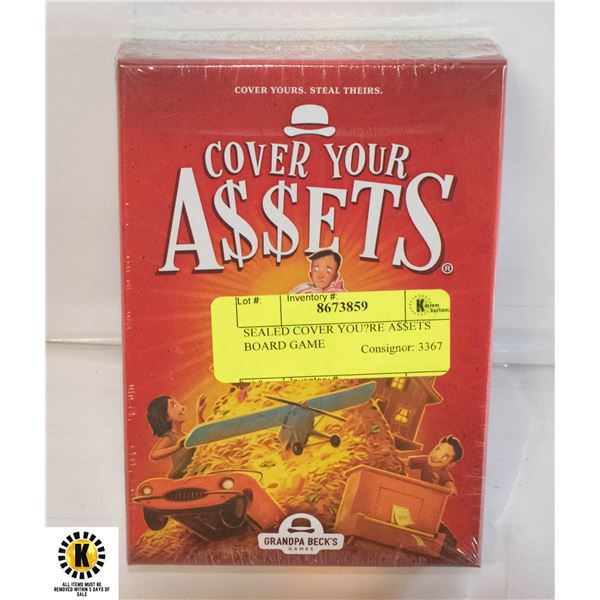 COVER YOURS. STEAL THEIRS.
COVER YOUR
A$$ETS®
Lot #:
Inventory #:
8673859
SEALED COVER YOU?RE A$$ETS
BOARD GAME
Consignor: 3367
GRANDPA BECK'S
GAMES
K
ALL ITEMS MUST BE
REMOVED WITHIN 5 DAYS OF
SALE